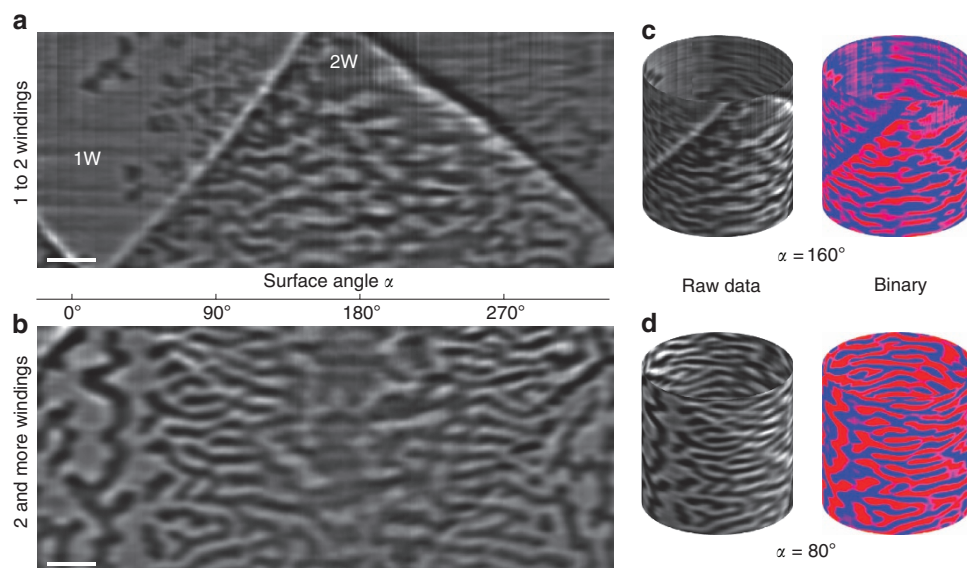 a
1 to 2 windings
1W
2W
Surface angle α
0°
90°
180°
270°
b
2 and more windings
c
α = 160°
Raw data
Binary
d
α = 80°